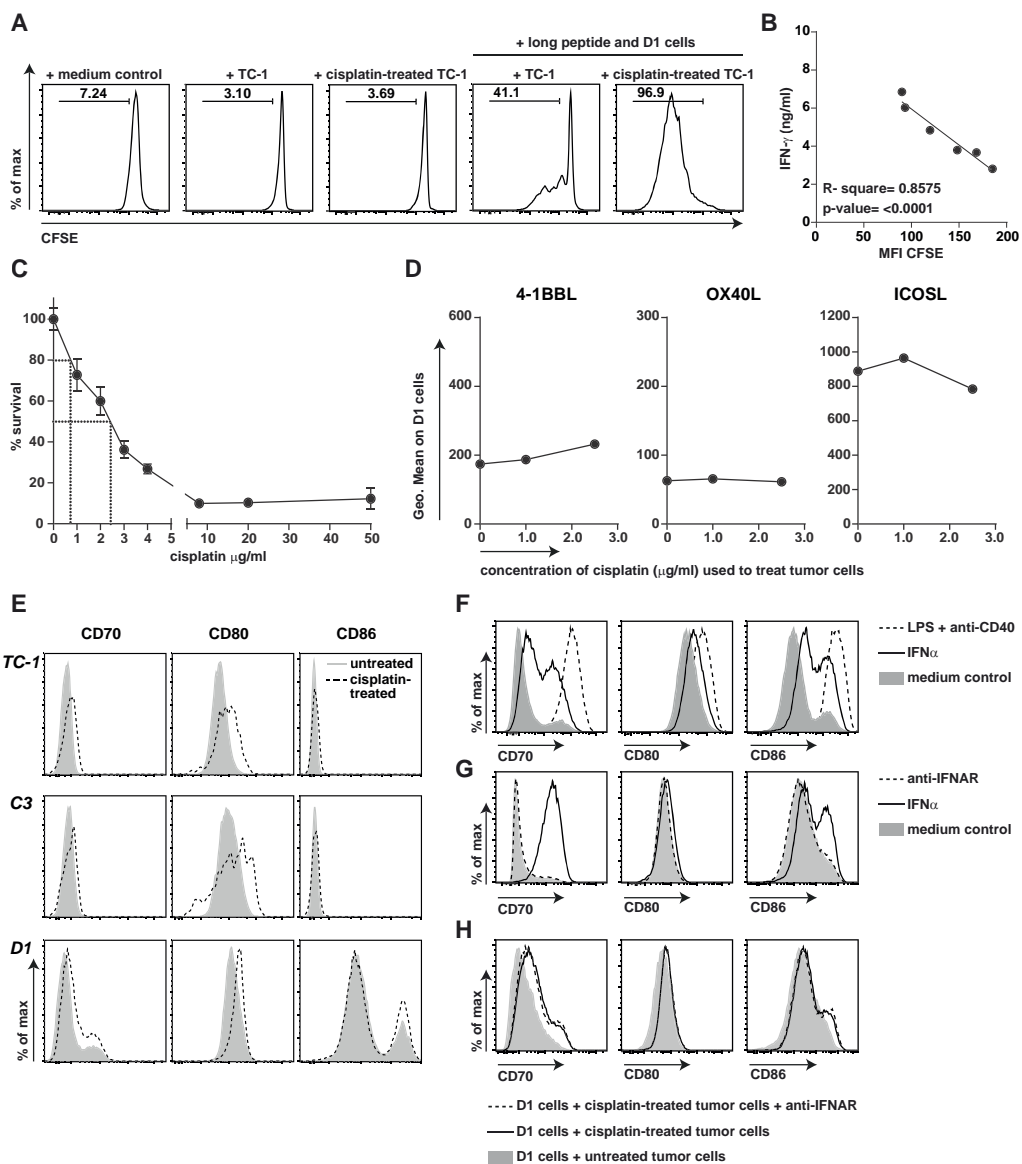 A
+ long peptide and D1 cells
+ medium control
+ TC-1
+ cisplatin-treated TC-1
+ TC-1
+ cisplatin-treated TC-1
7.24
3.10
3.69
41.1
96.9
% of max
CFSE
B
10
8
6
4
2
0
IFN-γ (ng/ml)
R- square= 0.8575
p-value= <0.0001
0 50 100 150 200
MFI CFSE
C
100
80
60
40
20
0
% survival
0 1 2 3 4 5 10 20 30 40 50
cisplatin μg/ml
D
4-1BBL
OX40L
ICOSL
Geo. Mean on D1 cells
600
400
200
0
0 1.0 2.0 3.0
300
200
100
0
0 1.0 2.0 3.0
1200
1000
800
600
400
200
0
0 1.0 2.0 3.0
concentration of cisplatin (μg/ml) used to treat tumor cells
E
CD70
CD80
CD86
TC-1
untreated
cisplatin-
treated
C3
D1
% of max
F
% of max
CD70
CD80
CD86
LPS + anti-CD40
IFNα
medium control
G
% of max
CD70
CD80
CD86
anti-IFNAR
IFNα
medium control
H
% of max
CD70
CD80
CD86
D1 cells + cisplatin-treated tumor cells + anti-IFNAR
D1 cells + cisplatin-treated tumor cells
D1 cells + untreated tumor cells